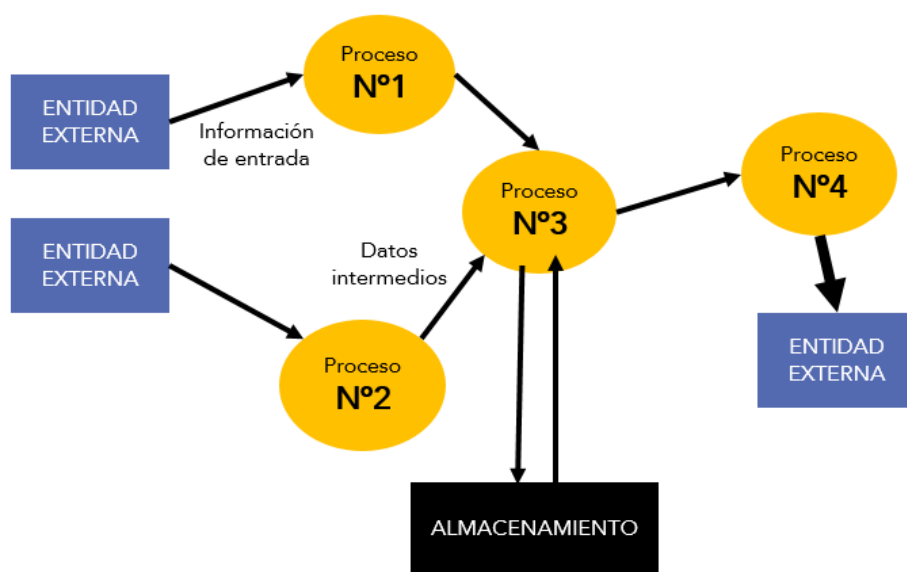 Proceso
Nº1
ENTIDAD
EXTERNA
Información
de entrada
Proceso
Nº4
Proceso
Nº3
ENTIDAD
EXTERNA
Datos
intermedios
Proceso
Nº2
ENTIDAD
EXTERNA
ALMACENAMIENTO